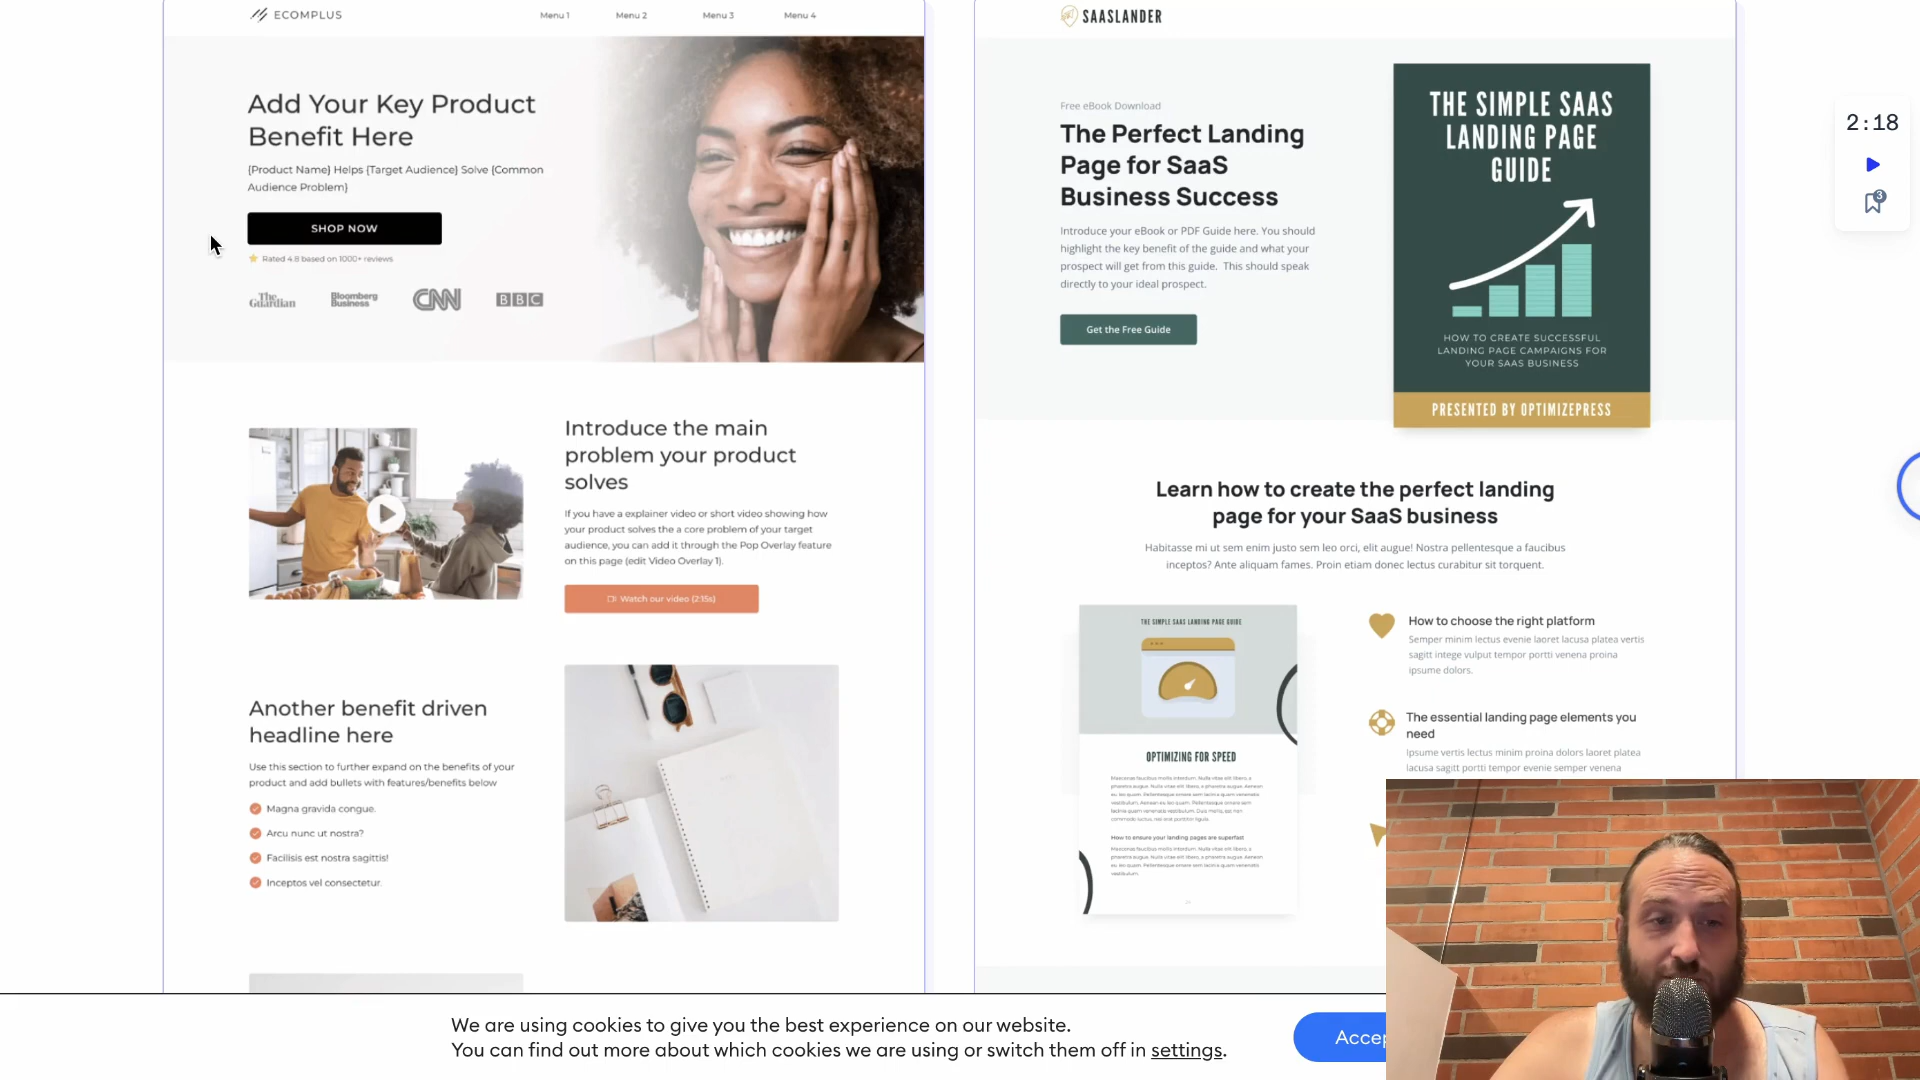 ECOMPLUS
Menu 1
Menu 2
Menu 3
Menu 4
Add Your Key Product
Benefit Here
{Product Name} Helps {Target Audience} Solve {Common
Audience Problem}
SHOP NOW
Rated 4.8 based on 1000+ reviews
The
Guardian
Bloomberg
Business
CNN
BBC
Introduce the main
problem your product
solves
If you have a explainer video or short video showing how
your product solves the a core problem of your target
audience, you can add it through the Pop Overlay feature
on this page (edit Video Overlay 1).
Watch our video (2:15s)
Another benefit driven
headline here
Use this section to further expand on the benefits of your
product and add bullets with features/benefits below
Magna gravida congue.
Arcu nunc ut nostra?
Facilisis est nostra sagittis!
Inceptos vel consectetur.
SAASLANDER
Free eBook Download
The Perfect Landing
Page for SaaS
Business Success
Introduce your eBook or PDF Guide here. You should
highlight the key benefit of the guide and what your
prospect will get from this guide. This should speak
directly to your ideal prospect.
Get the Free Guide
THE SIMPLE SAAS
LANDING PAGE
GUIDE
HOW TO CREATE SUCCESSFUL
LANDING PAGE CAMPAIGNS FOR
YOUR SAAS BUSINESS
PRESENTED BY OPTIMIZEPRESS
Learn how to create the perfect landing
page for your SaaS business
Habitasse mi ut sem enim justo sem leo orci, elit augue! Nostra pellentesque a faucibus
inceptos? Ante aliquam fames. Proin etiam donec lectus curabitur sit torquent.
THE SIMPLE SAAS LANDING PAGE GUIDE
OPTIMIZING FOR SPEED
How to ensure your landing pages are superfast
How to choose the right platform
Semper minim lectus evenie laoret lacusa platea vertis
sagitt intege vulput tempor portti venena proina
ipsume dolors.
The essential landing page elements you
need
Ipsume vertis lectus minim proina dolors laoret platea
lacusa sagitt portti tempor evenie semper venena
2:18
3
We are using cookies to give you the best experience on our website.
You can find out more about which cookies we are using or switch them off in settings.
Accep